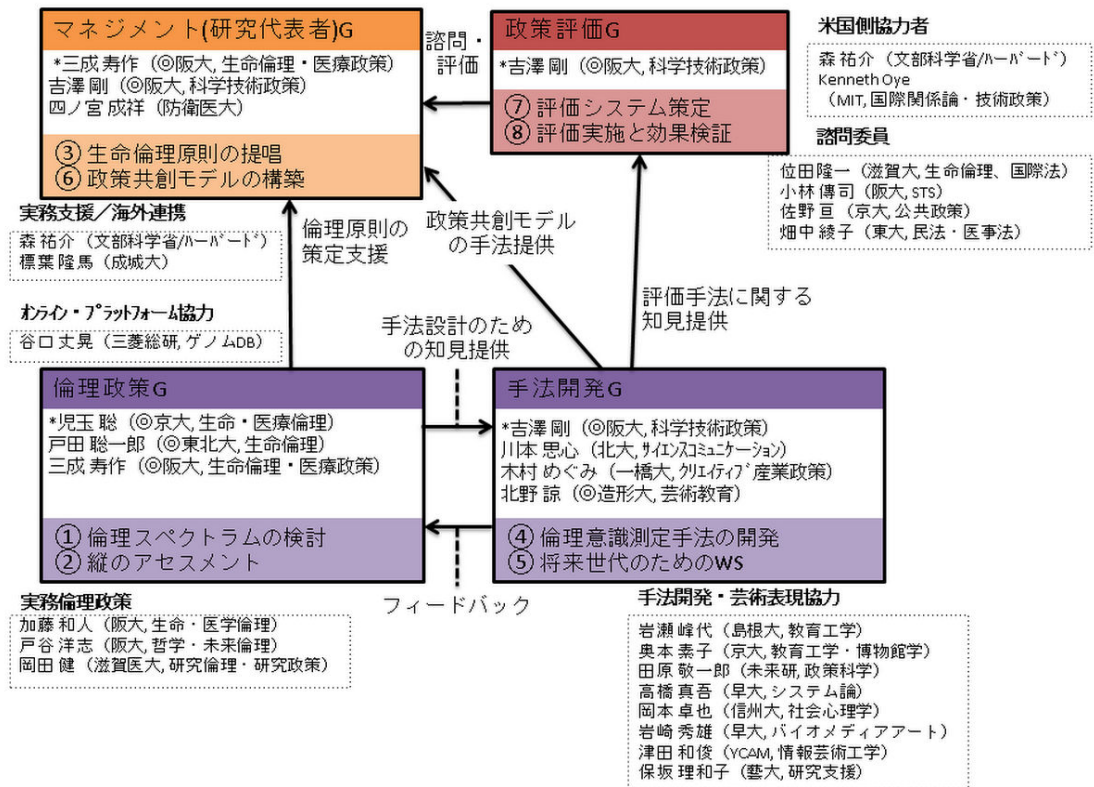 マネジメント(研究代表者)G
*三成 寿作（◎阪大, 生命倫理・医療政策）
吉澤 剛（◎阪大, 科学技術政策）
四ノ宮 成祥（防衛医大）
③ 生命倫理原則の提唱
⑥ 政策共創モデルの構築
諮問・
評価
政策評価G
*吉澤 剛（◎阪大, 科学技術政策）
⑦ 評価システム策定
⑧ 評価実施と効果検証
米国側協力者
森 祐介（文部科学省/ハーバード）
Kenneth Oye
（MIT, 国際関係論・技術政策）
諮問委員
位田 隆一（滋賀大, 生命倫理、国際法）
小林 傳司（阪大, STS）
佐野 亘（京大, 公共政策）
畑中 綾子（東大, 民法・医事法）
実務支援／海外連携
森 祐介（文部科学省/ハーバード）
標葉 隆馬（成城大）
オンライン・プラットフォーム協力
谷口 丈晃（三菱総研, ゲノムDB）
倫理原則の
策定支援
政策共創モデル
の手法提供
評価手法に関する
知見提供
手法設計のため
の知見提供
倫理政策G
*児玉 聡（◎京大, 生命・医療倫理）
戸田 聡一郎（◎東北大, 生命倫理）
三成 寿作（◎阪大, 生命倫理・医療政策）
① 倫理スペクトラムの検討
② 縦のアセスメント
手法開発G
*吉澤 剛（◎阪大, 科学技術政策）
川本 思心（北大, サイエンスコミュニケーション）
木村 めぐみ（一橋大, クリエイティブ産業政策）
北野 諒（◎造形大, 芸術教育）
④ 倫理意識測定手法の開発
⑤ 将来世代のためのWS
フィードバック
実務倫理政策
加藤 和人（阪大, 生命・医学倫理）
戸谷 洋志（阪大, 哲学・未来倫理）
岡田 健（滋賀医大, 研究倫理・研究政策）
手法開発・芸術表現協力
岩瀬 峰代（島根大, 教育工学）
奥本 素子（京大, 教育工学・博物館学）
田原 敬一郎（未来研, 政策科学）
高橋 真吾（早大, システム論）
岡本 卓也（信州大, 社会心理学）
岩崎 秀雄（早大, バイオメディアアート）
津田 和俊（YCAM, 情報芸術工学）
保坂 理和子（藝大, 研究支援）